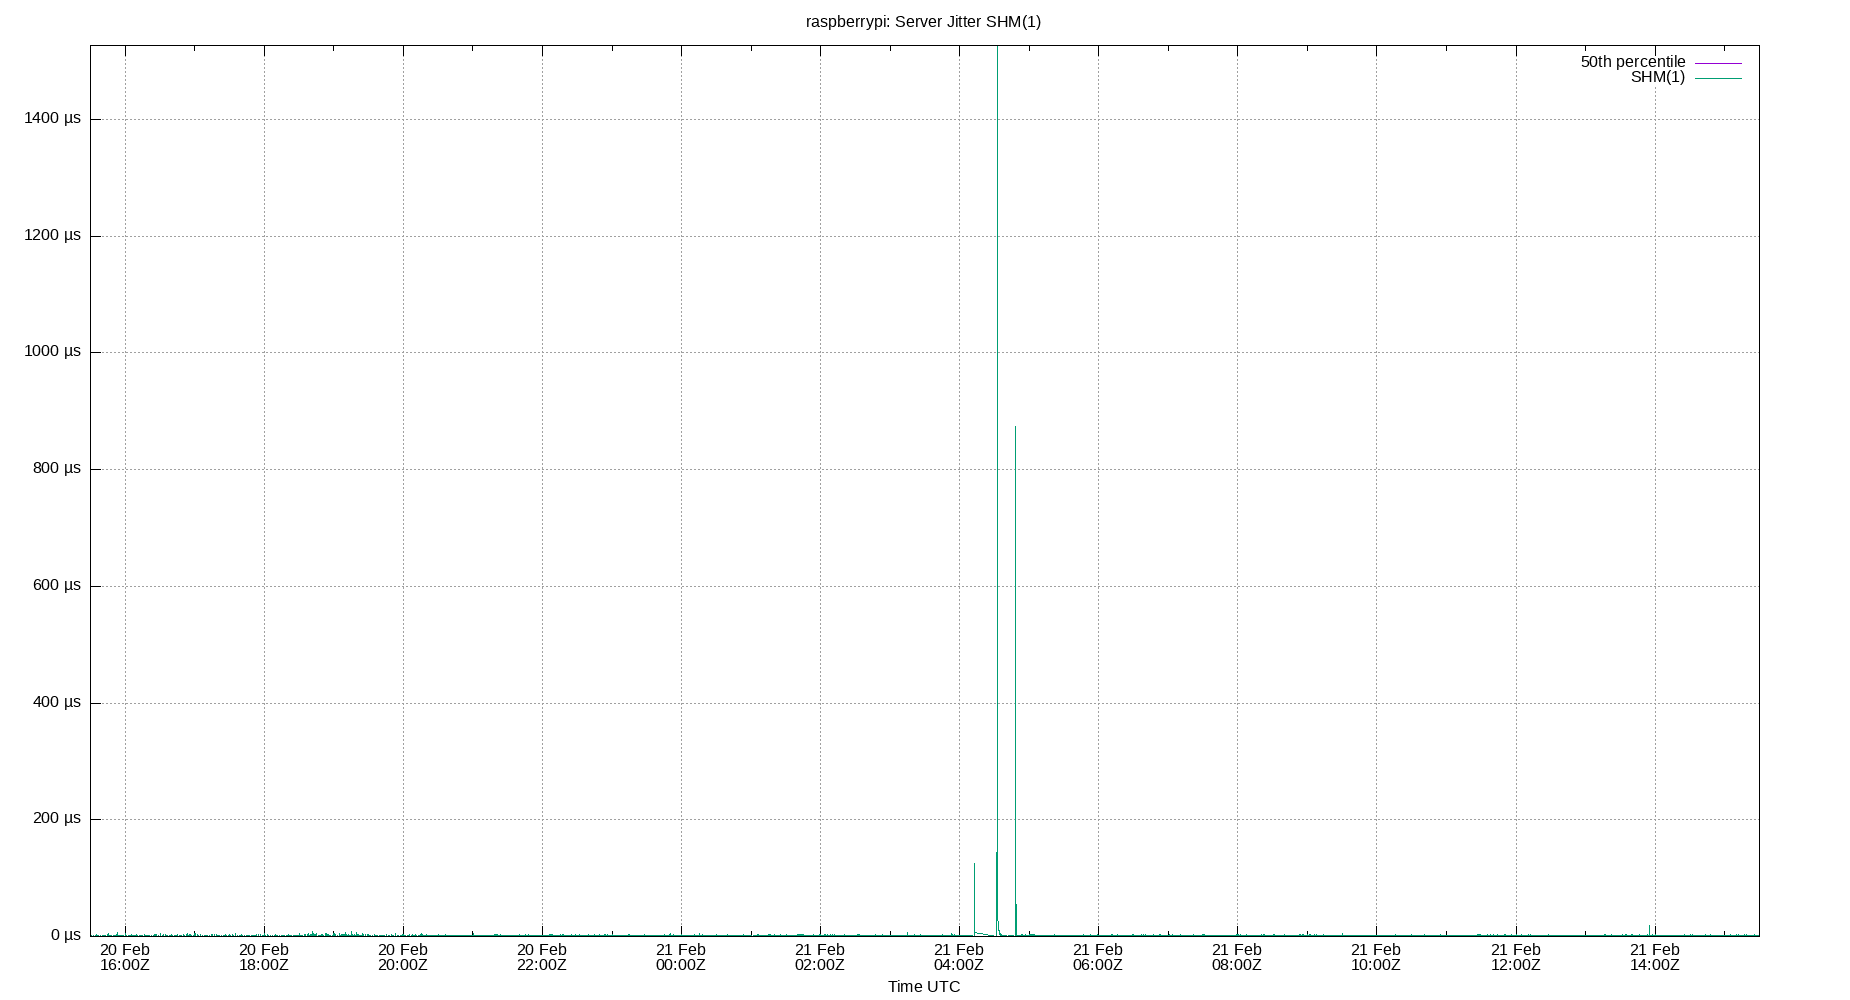 raspberrypi: Server Jitter SHM(1)
50th percentile
SHM(1)
1400 µs
1200 µs
1000 µs
800 µs
600 µs
400 µs
200 µs
0 µs
20 Feb 20 Feb 20 Feb 20 Feb 21 Feb 21 Feb 21 Feb 21 Feb 21 Feb 21 Feb 21 Feb 21 Feb
16:00Z 18:00Z 20:00Z 22:00Z 00:00Z 02:00Z 04:00Z 06:00Z 08:00Z 10:00Z 12:00Z 14:00Z
Time UTC